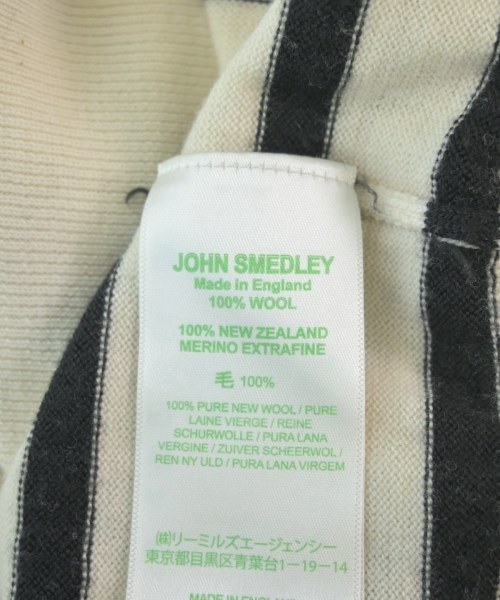 JOHN SMEDLEY
Made in England
100% WOOL
100% NEW ZEALAND
MERINO EXTRAFINE
毛 100%
100% PURE NEW WOOL / PURE
LAINE VIERGE / REINE
SCHURWOLLE / PURA LANA
VERGINE / ZUIVER SCHEERWOL /
REN NY ULD / PURA LANA VIRGEM
㈱リーミルズエージェンシー
東京都目黒区青葉台1-19-14
MADE IN ENGLAND